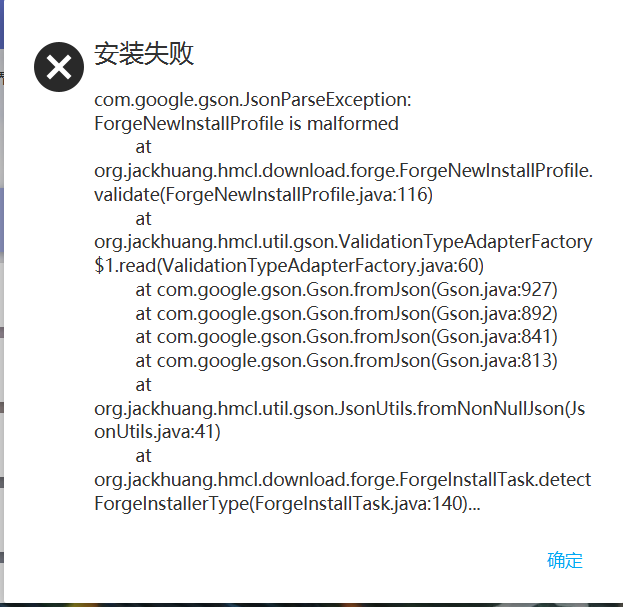 安装失败
com.google.gson.JsonParseException:
ForgeNewInstallProfile is malformed
at
org.jackhuang.hmcl.download.forge.ForgeNewInstallProfile.
validate(ForgeNewInstallProfile.java:116)
at
org.jackhuang.hmcl.util.gson.ValidationTypeAdapterFactory
$1.read(ValidationTypeAdapterFactory.java:60)
at com.google.gson.Gson.fromJson(Gson.java:927)
at com.google.gson.Gson.fromJson(Gson.java:892)
at com.google.gson.Gson.fromJson(Gson.java:841)
at com.google.gson.Gson.fromJson(Gson.java:813)
at
org.jackhuang.hmcl.util.gson.JsonUtils.fromNonNullJson(Js
onUtils.java:41)
at
org.jackhuang.hmcl.download.forge.ForgeInstallTask.detect
ForgeInstallerType(ForgeInstallTask.java:140)...
确定